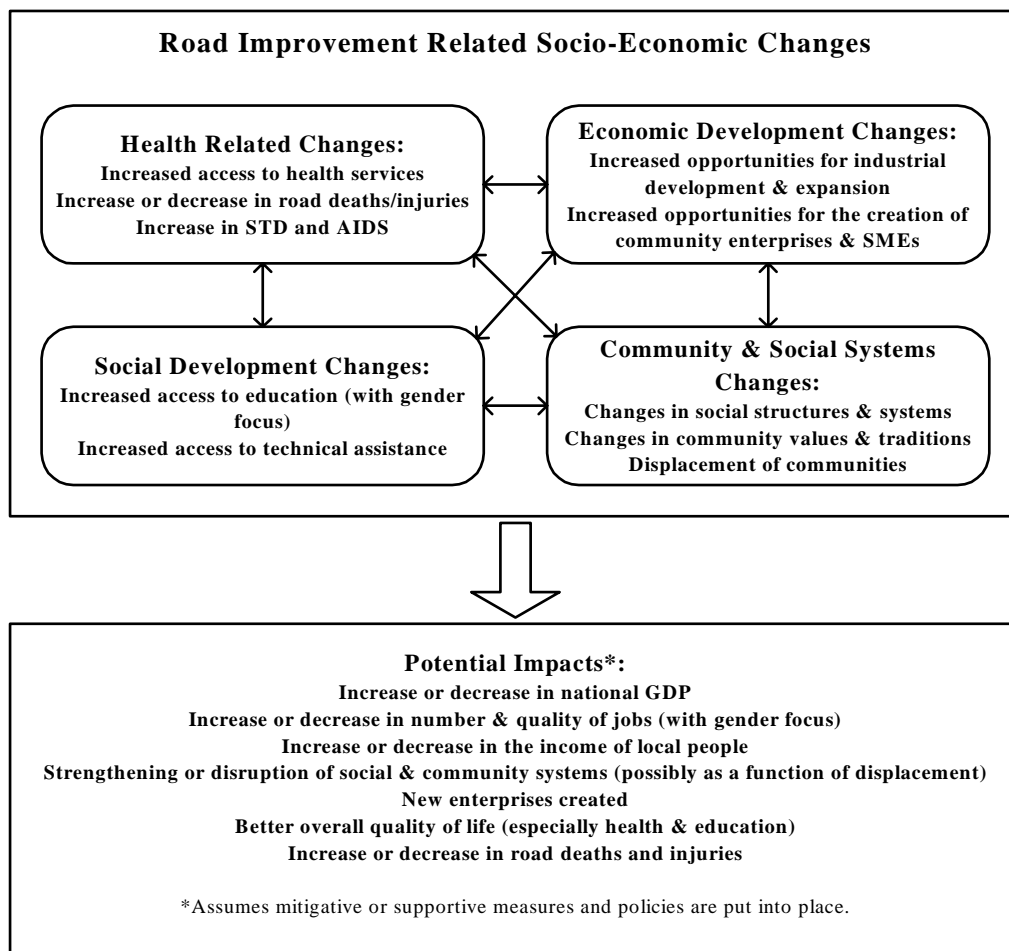 Road Improvement Related Socio-Economic Changes
Health Related Changes:
Increased access to health services
Increase or decrease in road deaths/injuries
Increase in STD and AIDS
Economic Development Changes:
Increased opportunities for industrial
development & expansion
Increased opportunities for the creation of
community enterprises & SMEs
Social Development Changes:
Increased access to education (with gender
focus)
Increased access to technical assistance
Community & Social Systems
Changes:
Changes in social structures & systems
Changes in community values & traditions
Displacement of communities
Potential Impacts*:
Increase or decrease in national GDP
Increase or decrease in number & quality of jobs (with gender focus)
Increase or decrease in the income of local people
Strengthening or disruption of social & community systems (possibly as a function of displacement)
New enterprises created
Better overall quality of life (especially health & education)
Increase or decrease in road deaths and injuries
*Assumes mitigative or supportive measures and policies are put into place.